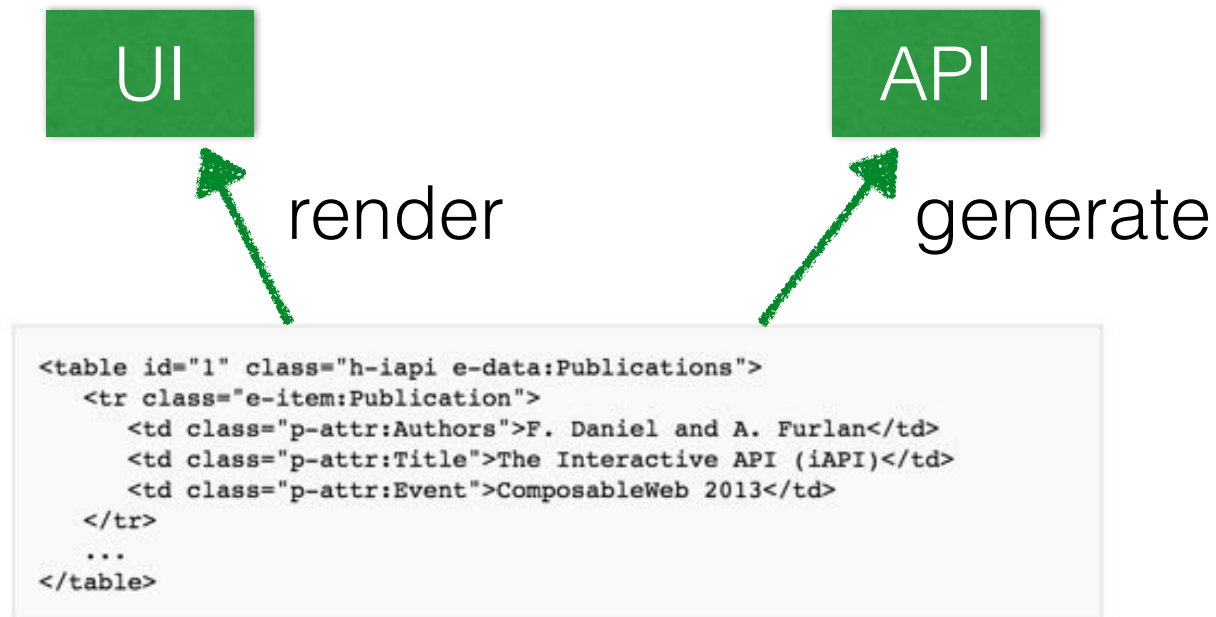 UI
API
render
generate
<table id="1" class="h-iapi e-data:Publications">
   <tr class="e-item:Publication">
      <td class="p-attr:Authors">F. Daniel and A. Furlan</td>
      <td class="p-attr:Title">The Interactive API (iAPI)</td>
      <td class="p-attr:Event">ComposableWeb 2013</td>
   </tr>
   ...
</table>